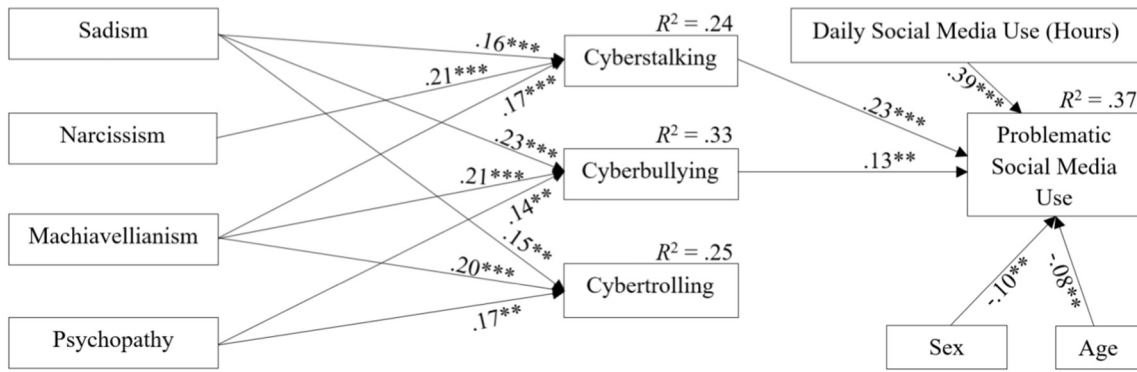 Sadism
Narcissism
Machiavellianism
Psychopathy
.16***
.21***
.17***
.23***
.21***
.14**
.15**
.20***
.17**
R² = .24
Cyberstalking
R² = .33
Cyberbullying
R² = .25
Cybertrolling
.23***
.13**
Daily Social Media Use (Hours)
.39***
R² = .37
Problematic
Social Media
Use
-.10**
-.08**
Sex
Age